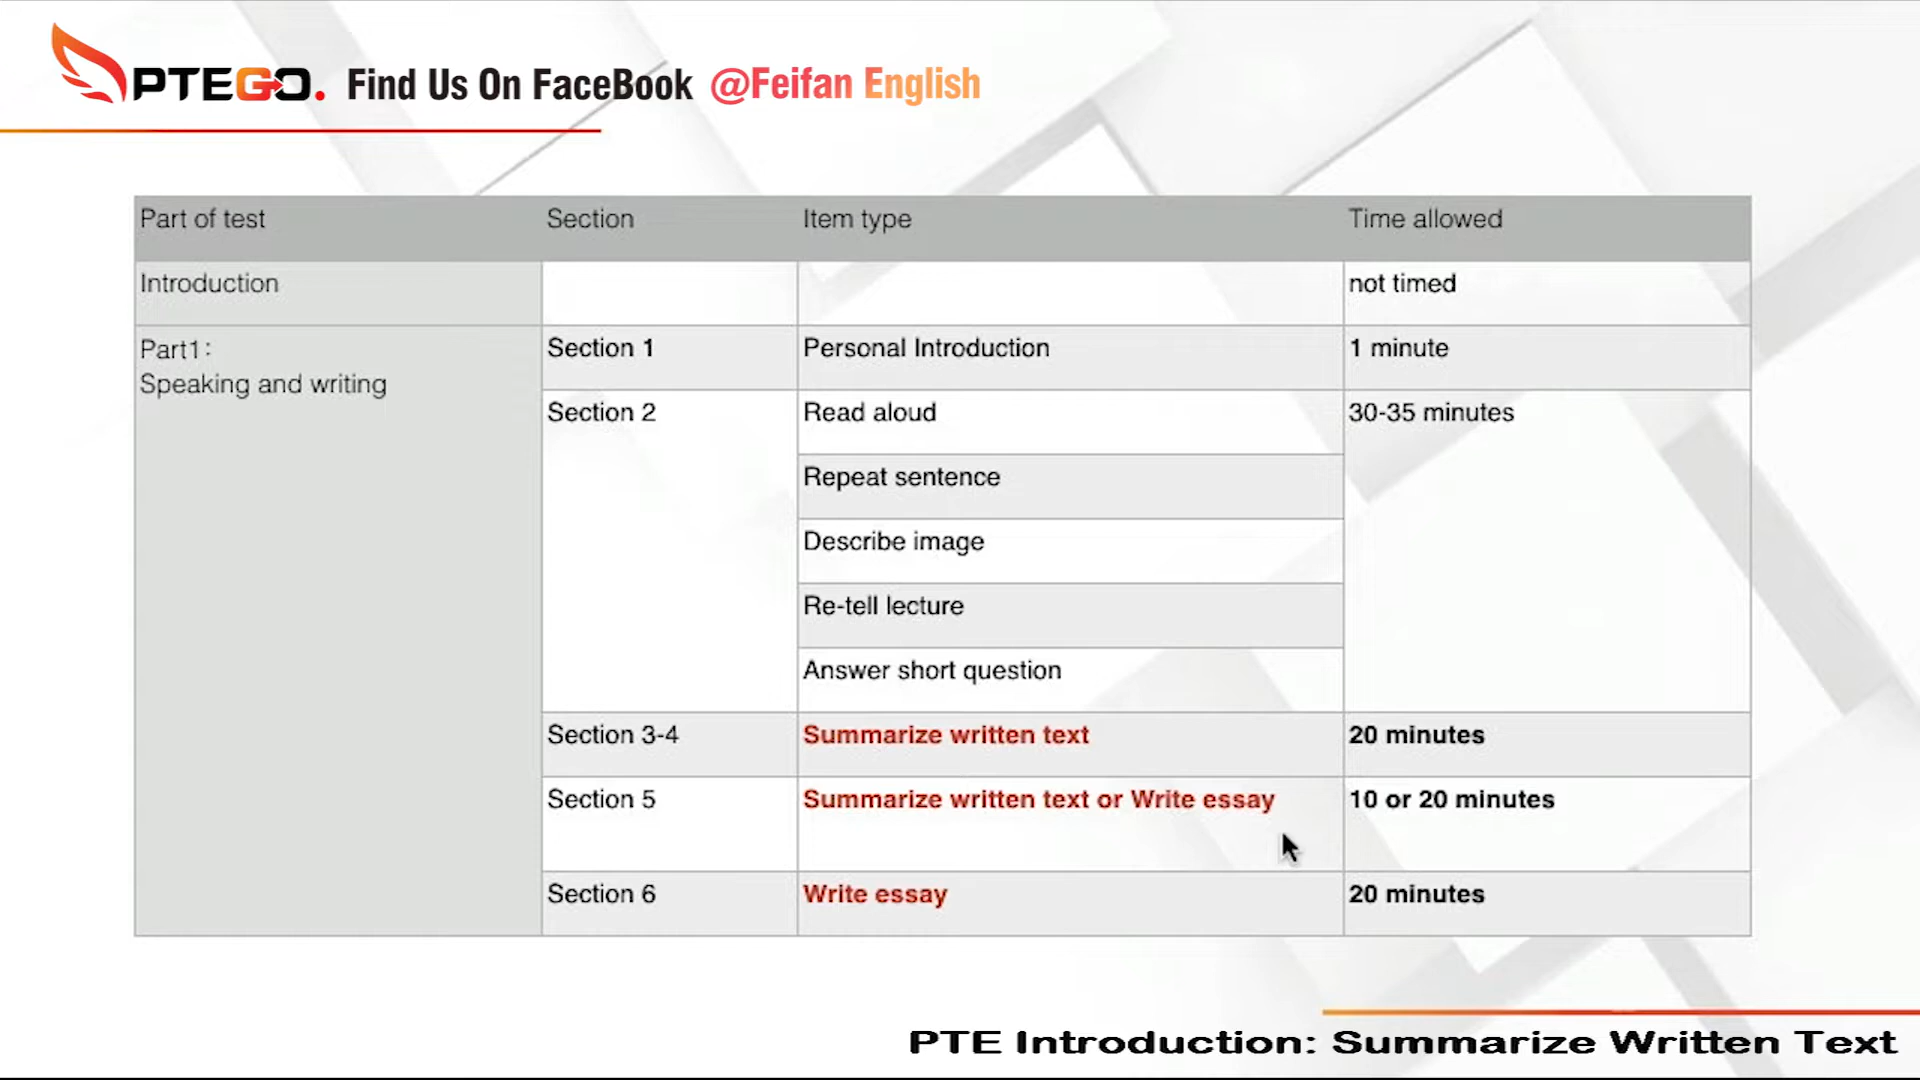 PTEGO. Find Us On FaceBook @Feifan English
Part of test Section Item type Time allowed
Introduction not timed
Part1: Section 1 Personal Introduction 1 minute
Speaking and writing
Section 2 Read aloud 30-35 minutes
Repeat sentence
Describe image
Re-tell lecture
Answer short question
Section 3-4 Summarize written text 20 minutes
Section 5 Summarize written text or Write essay 10 or 20 minutes
Section 6 Write essay 20 minutes
PTE Introduction: Summarize Written Text